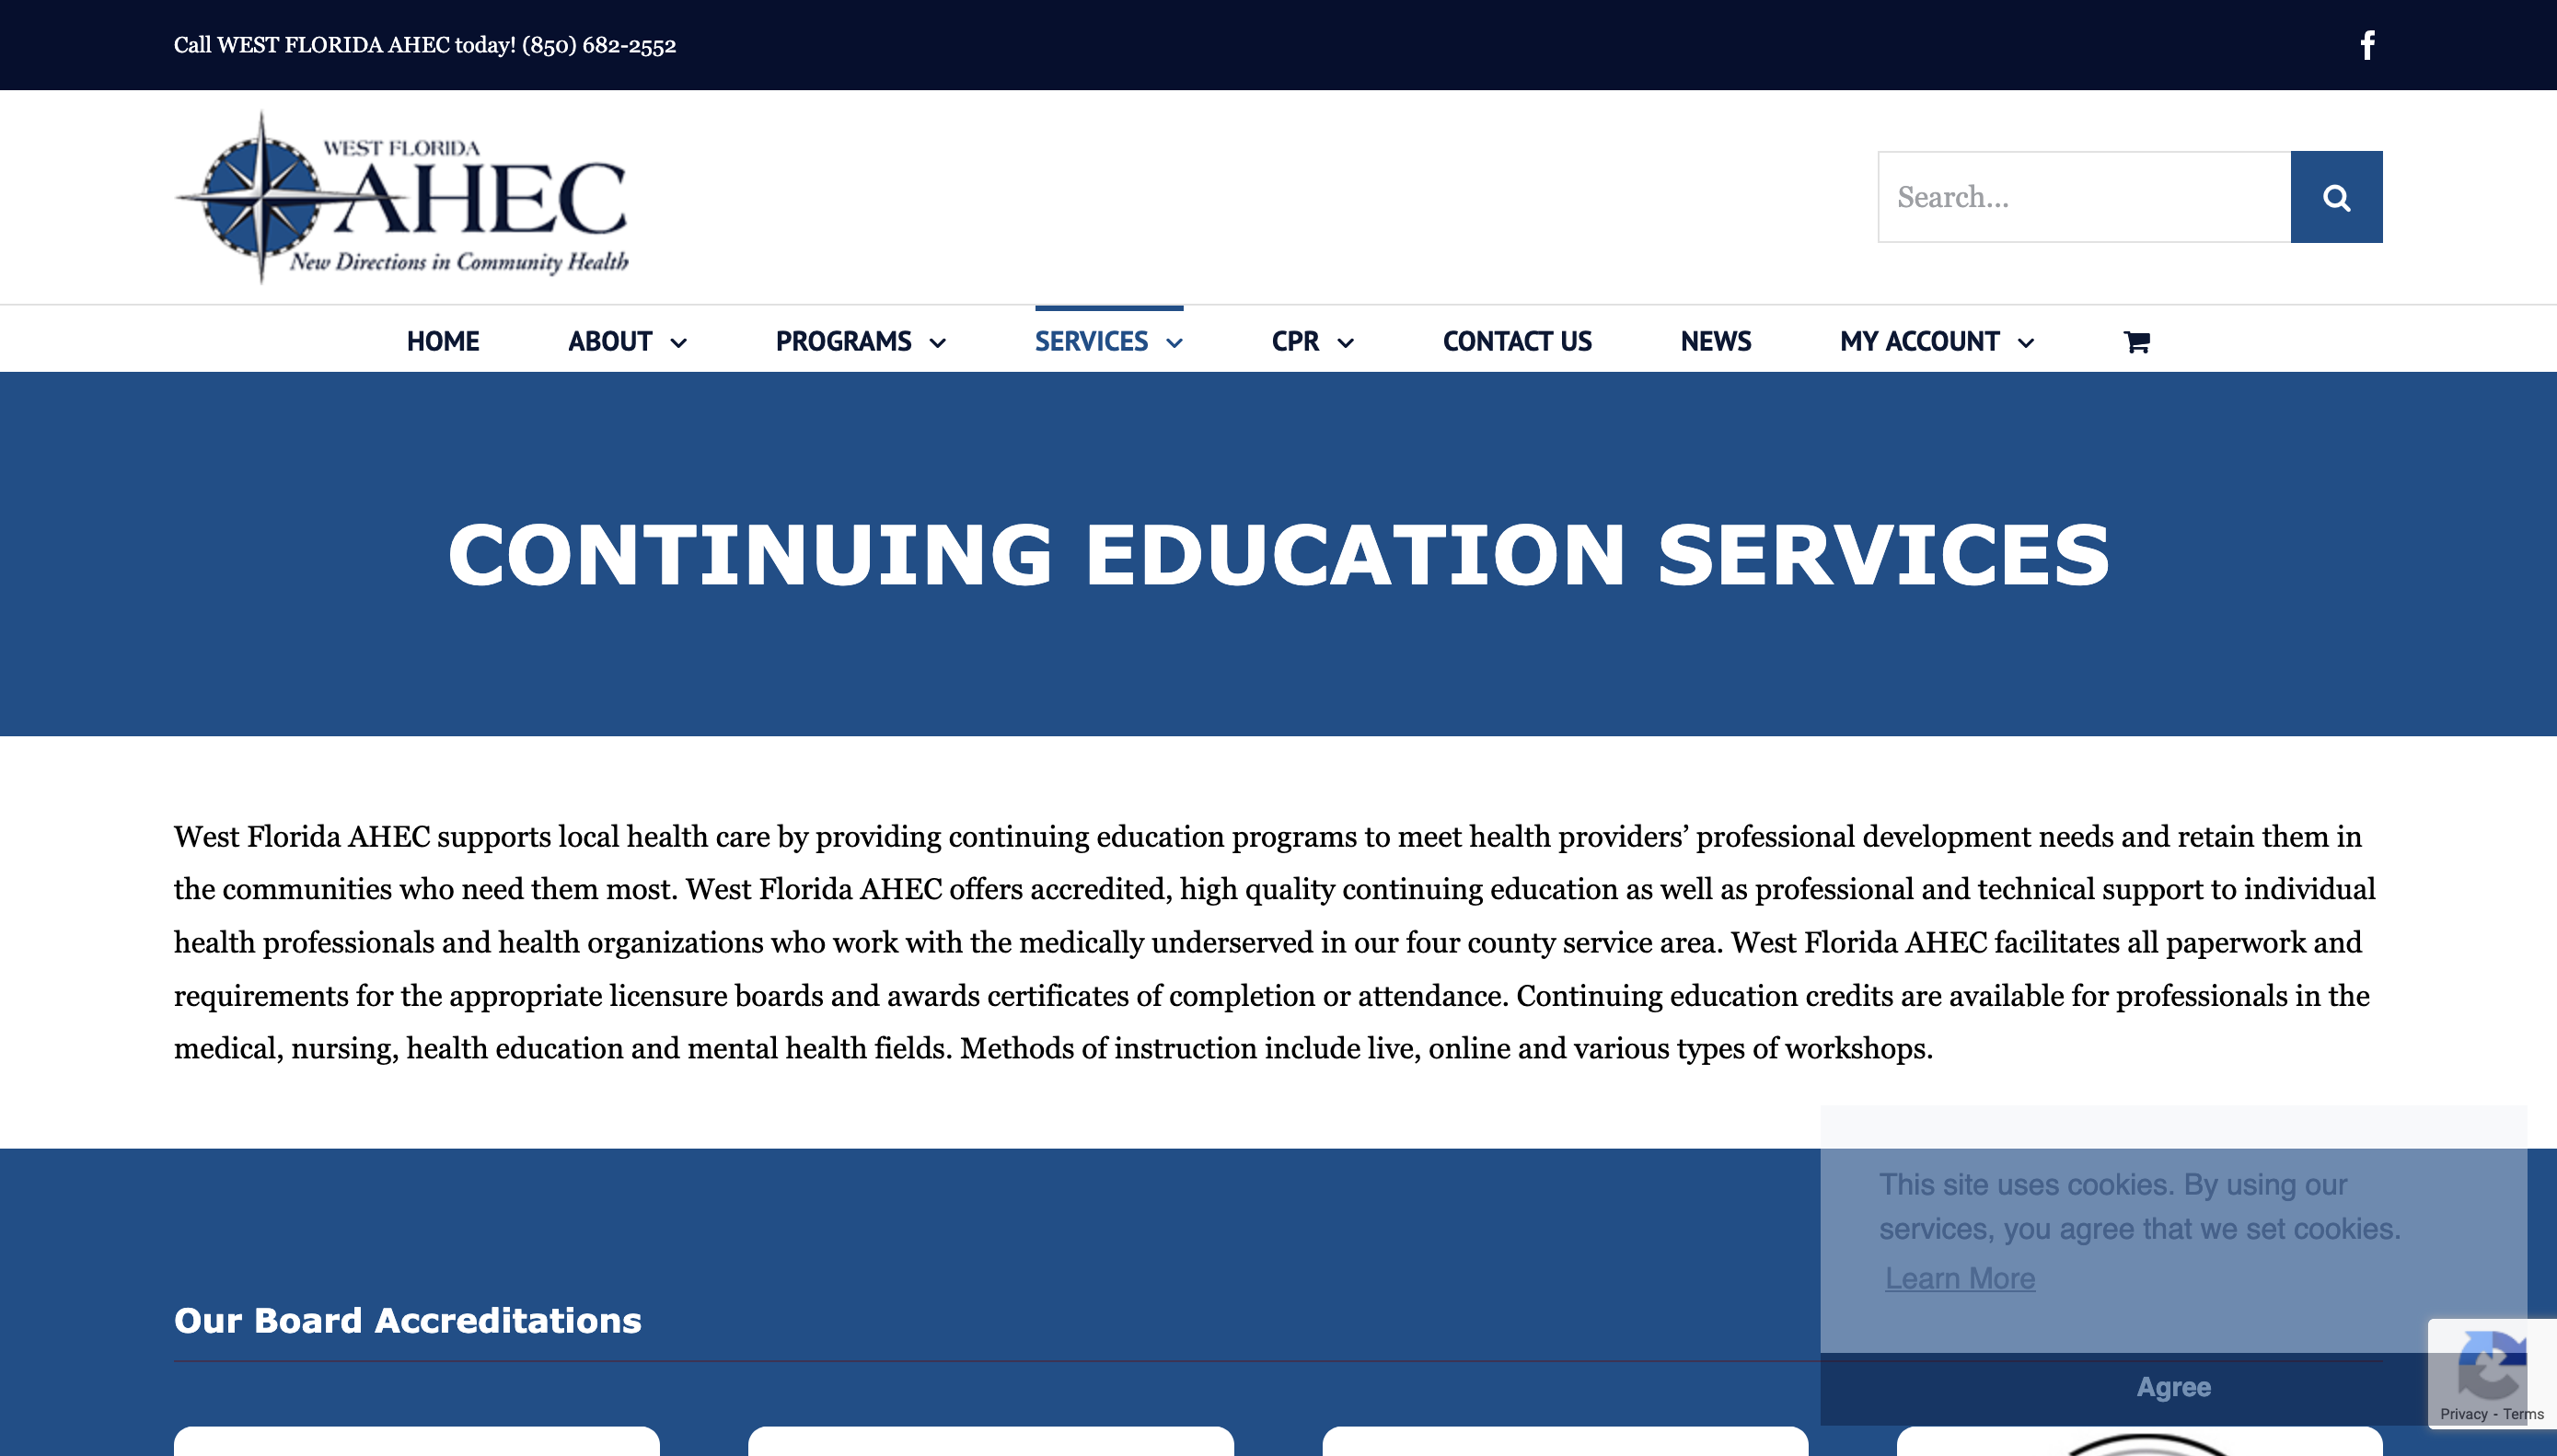 Call WEST FLORIDA AHEC today! (850) 682-2552
WEST FLORIDA
AHEC
New Directions in Community Health
Search...
HOME ABOUT PROGRAMS SERVICES CPR CONTACT US NEWS MY ACCOUNT
CONTINUING EDUCATION SERVICES
West Florida AHEC supports local health care by providing continuing education programs to meet health providers’ professional development needs and retain them in
the communities who need them most. West Florida AHEC offers accredited, high quality continuing education as well as professional and technical support to individual
health professionals and health organizations who work with the medically underserved in our four county service area. West Florida AHEC facilitates all paperwork and
requirements for the appropriate licensure boards and awards certificates of completion or attendance. Continuing education credits are available for professionals in the
medical, nursing, health education and mental health fields. Methods of instruction include live, online and various types of workshops.
This site uses cookies. By using our
services, you agree that we set cookies.
Learn More
Our Board Accreditations
Agree
Privacy - Terms